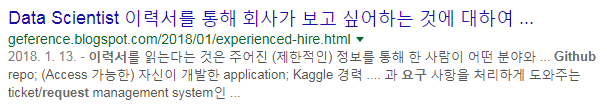 Data Scientist 이력서를 통해 회사가 보고 싶어하는 것에 대하여 ...
geference.blogspot.com/2018/01/experienced-hire.html
2018. 1. 13. - 이력서를 읽는다는 것은 주어진 (제한적인) 정보를 통해 한 사람이 어떤 분야와 ... Github
repo; (Access 가능한) 자신이 개발한 application; Kaggle 경력 .... 과 요구 사항을 처리하게 도와주는
ticket/request management system인 ...